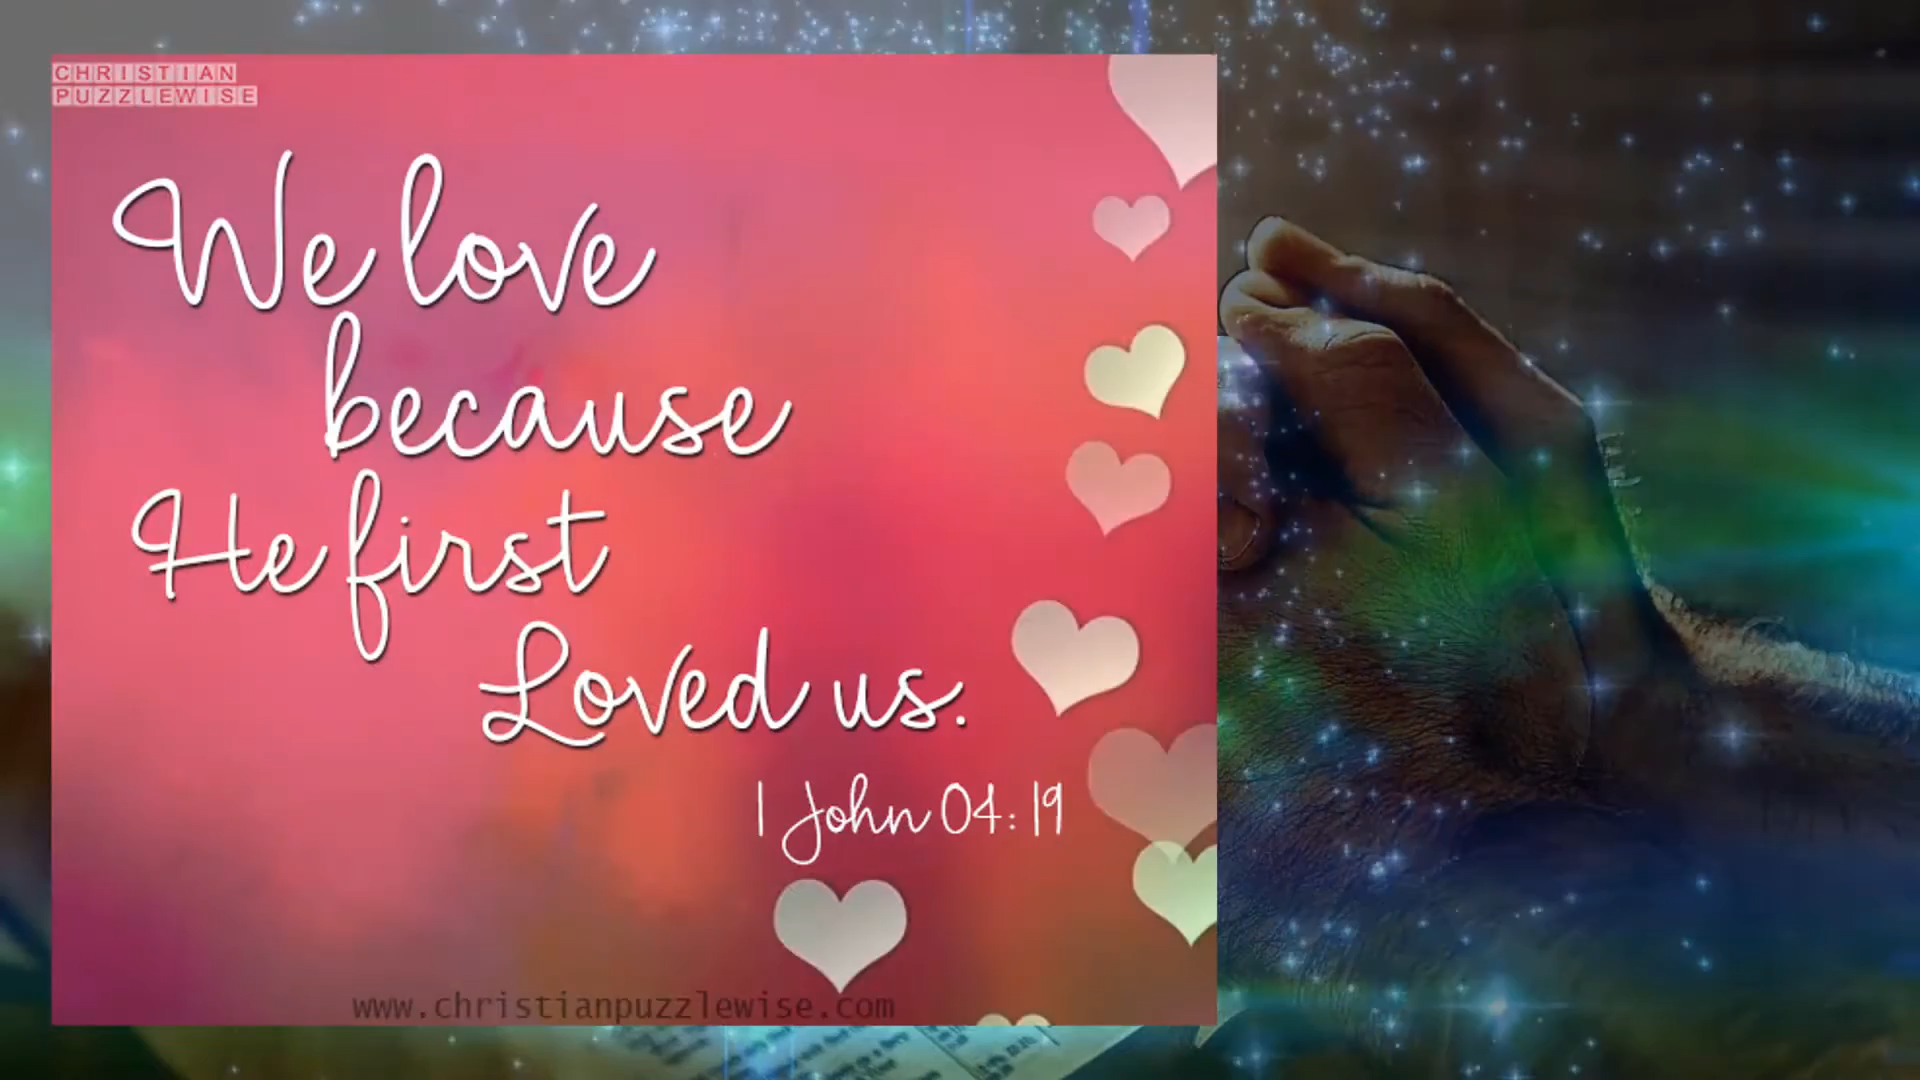 CHRISTIAN
PUZZLEWISE
We love
because
He first
Loved us.
1 John 04:19
www.christianpuzzlewise.com